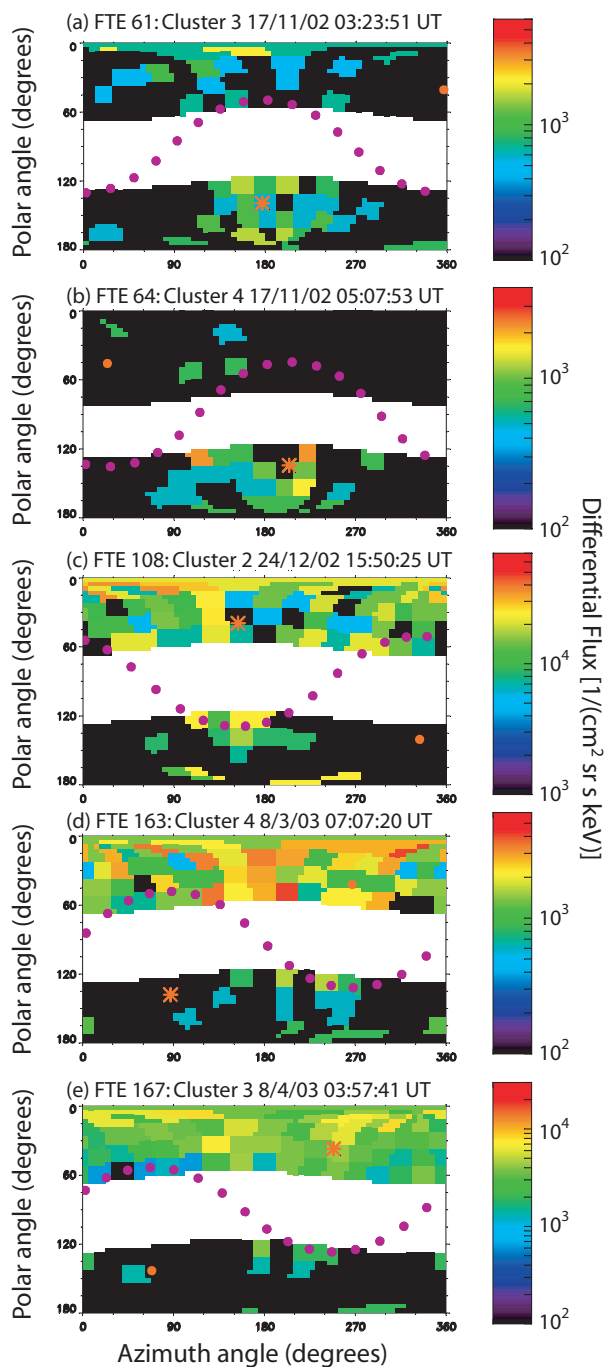 (a) FTE 61: Cluster 3 17/11/02 03:23:51 UT
Polar angle (degrees)
0
60
120
180
0 90 180 270 360
10³
10²
(b) FTE 64: Cluster 4 17/11/02 05:07:53 UT
Polar angle (degrees)
0
60
120
180
0 90 180 270 360
10³
10²
(c) FTE 108: Cluster 2 24/12/02 15:50:25 UT
Polar angle (degrees)
0
60
120
180
0 90 180 270 360
10⁴
10³
Differential Flux [1/(cm² sr s keV)]
(d) FTE 163: Cluster 4 8/3/03 07:07:20 UT
Polar angle (degrees)
0
60
120
180
0 90 180 270 360
10³
10²
(e) FTE 167: Cluster 3 8/4/03 03:57:41 UT
Polar angle (degrees)
0
60
120
180
0 90 180 270 360
10⁴
10³
10²
Azimuth angle (degrees)